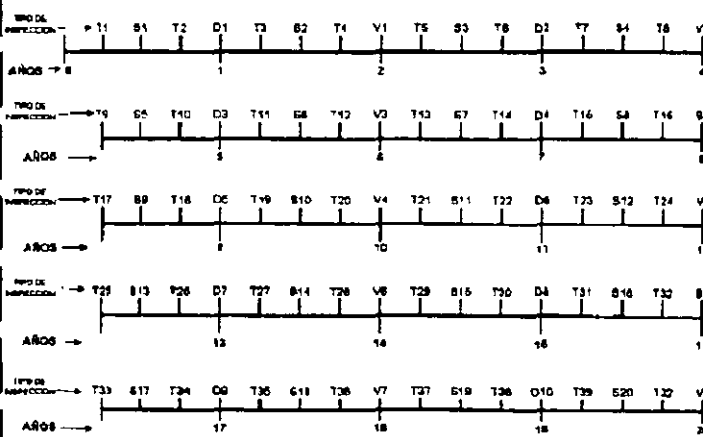 TIPO DE INSPECCION T1 S1 T2 D1 T3 S2 T4 V1 T5 S3 T6 D2 T7 S4 T8 V
AÑOS 0 1 2 3 4
TIPO DE INSPECCION T9 S5 T10 D3 T11 S6 T12 V3 T13 S7 T14 D4 T15 S8 T16
AÑOS 5 6 7 8
TIPO DE INSPECCION T17 S9 T18 D5 T19 S10 T20 V4 T21 S11 T22 D6 T23 S12 T24 V
AÑOS 9 10 11 1
TIPO DE INSPECCION T25 S13 T26 D7 T27 S14 T28 V6 T29 S15 T30 D8 T31 S16 T32
AÑOS 13 14 15 1
TIPO DE INSPECCION T33 S17 T34 D9 T35 S18 T36 V7 T37 S19 T38 D10 T39 S20 T32 V
AÑOS 17 18 19 2